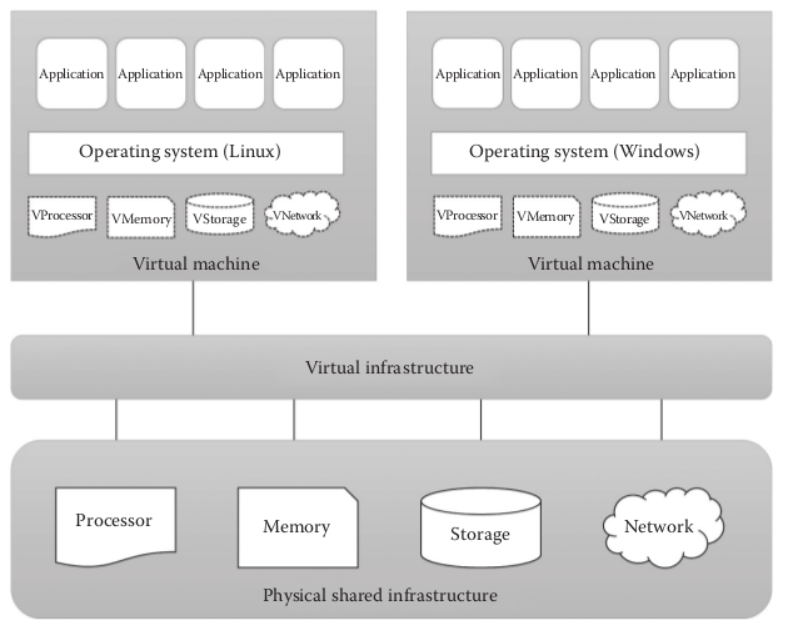 Application Application Application Application
Operating system (Linux)
VProcessor VMemory VStorage VNetwork
Virtual machine
Application Application Application Application
Operating system (Windows)
VProcessor VMemory VStorage VNetwork
Virtual machine
Virtual infrastructure
Processor Memory Storage Network
Physical shared infrastructure